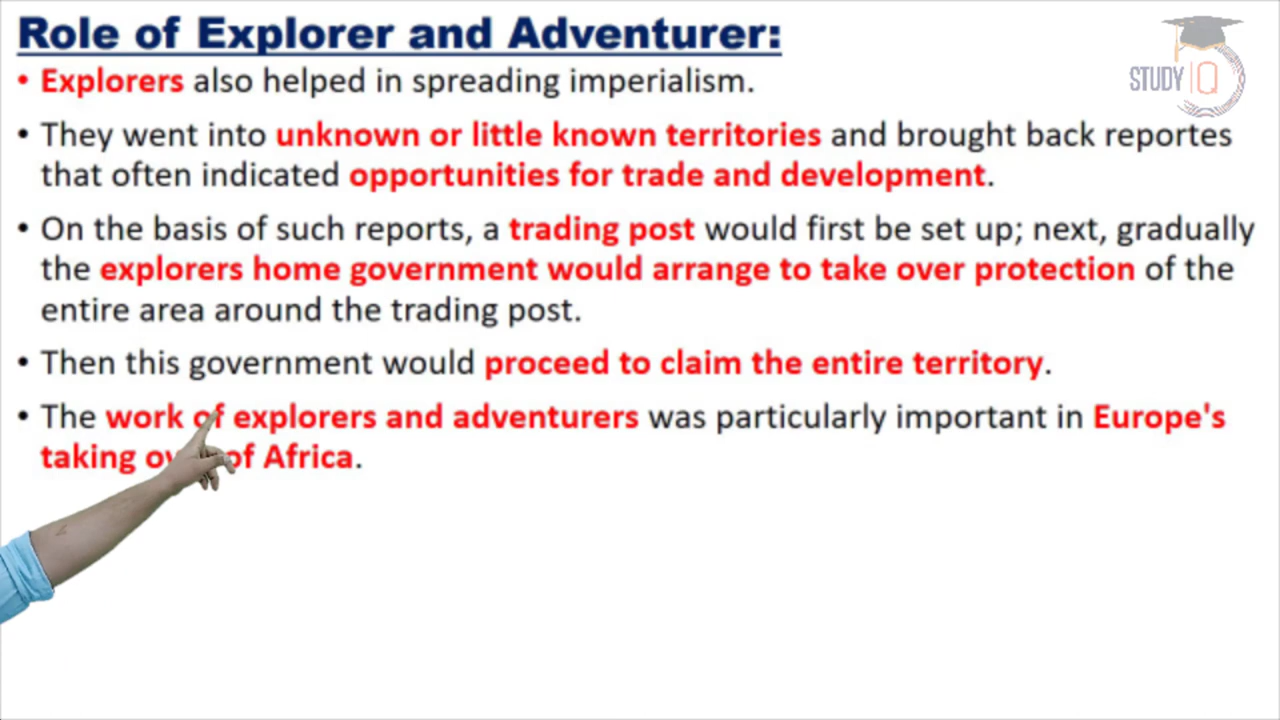 Role of Explorer and Adventurer:
STUDY IQ
• Explorers also helped in spreading imperialism.
• They went into unknown or little known territories and brought back reportes
that often indicated opportunities for trade and development.
• On the basis of such reports, a trading post would first be set up; next, gradually
the explorers home government would arrange to take over protection of the
entire area around the trading post.
• Then this government would proceed to claim the entire territory.
• The work of explorers and adventurers was particularly important in Europe's
taking of Africa.